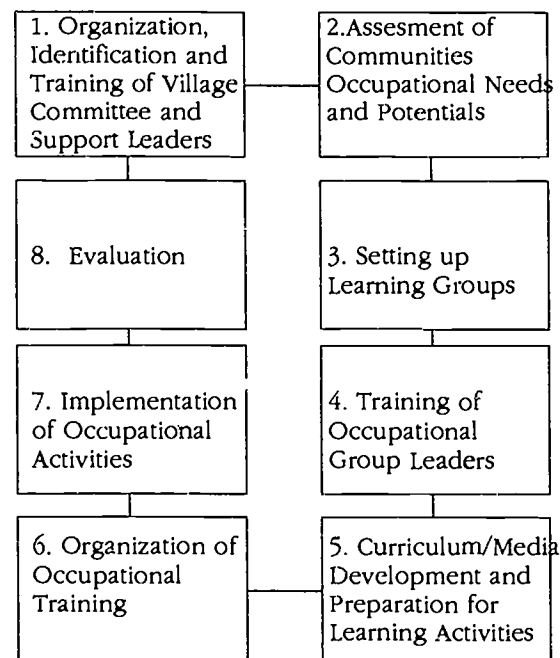 1. Organization,
Identification and
Training of Village
Committee and
Support Leaders
2.Assesment of
Communities
Occupational Needs
and Potentials
3. Setting up
Learning Groups
4. Training of
Occupational
Group Leaders
5. Curriculum/Media
Development and
Preparation for
Learning Activities
6. Organization of
Occupational
Training
7. Implementation
of Occupational
Activities
8. Evaluation